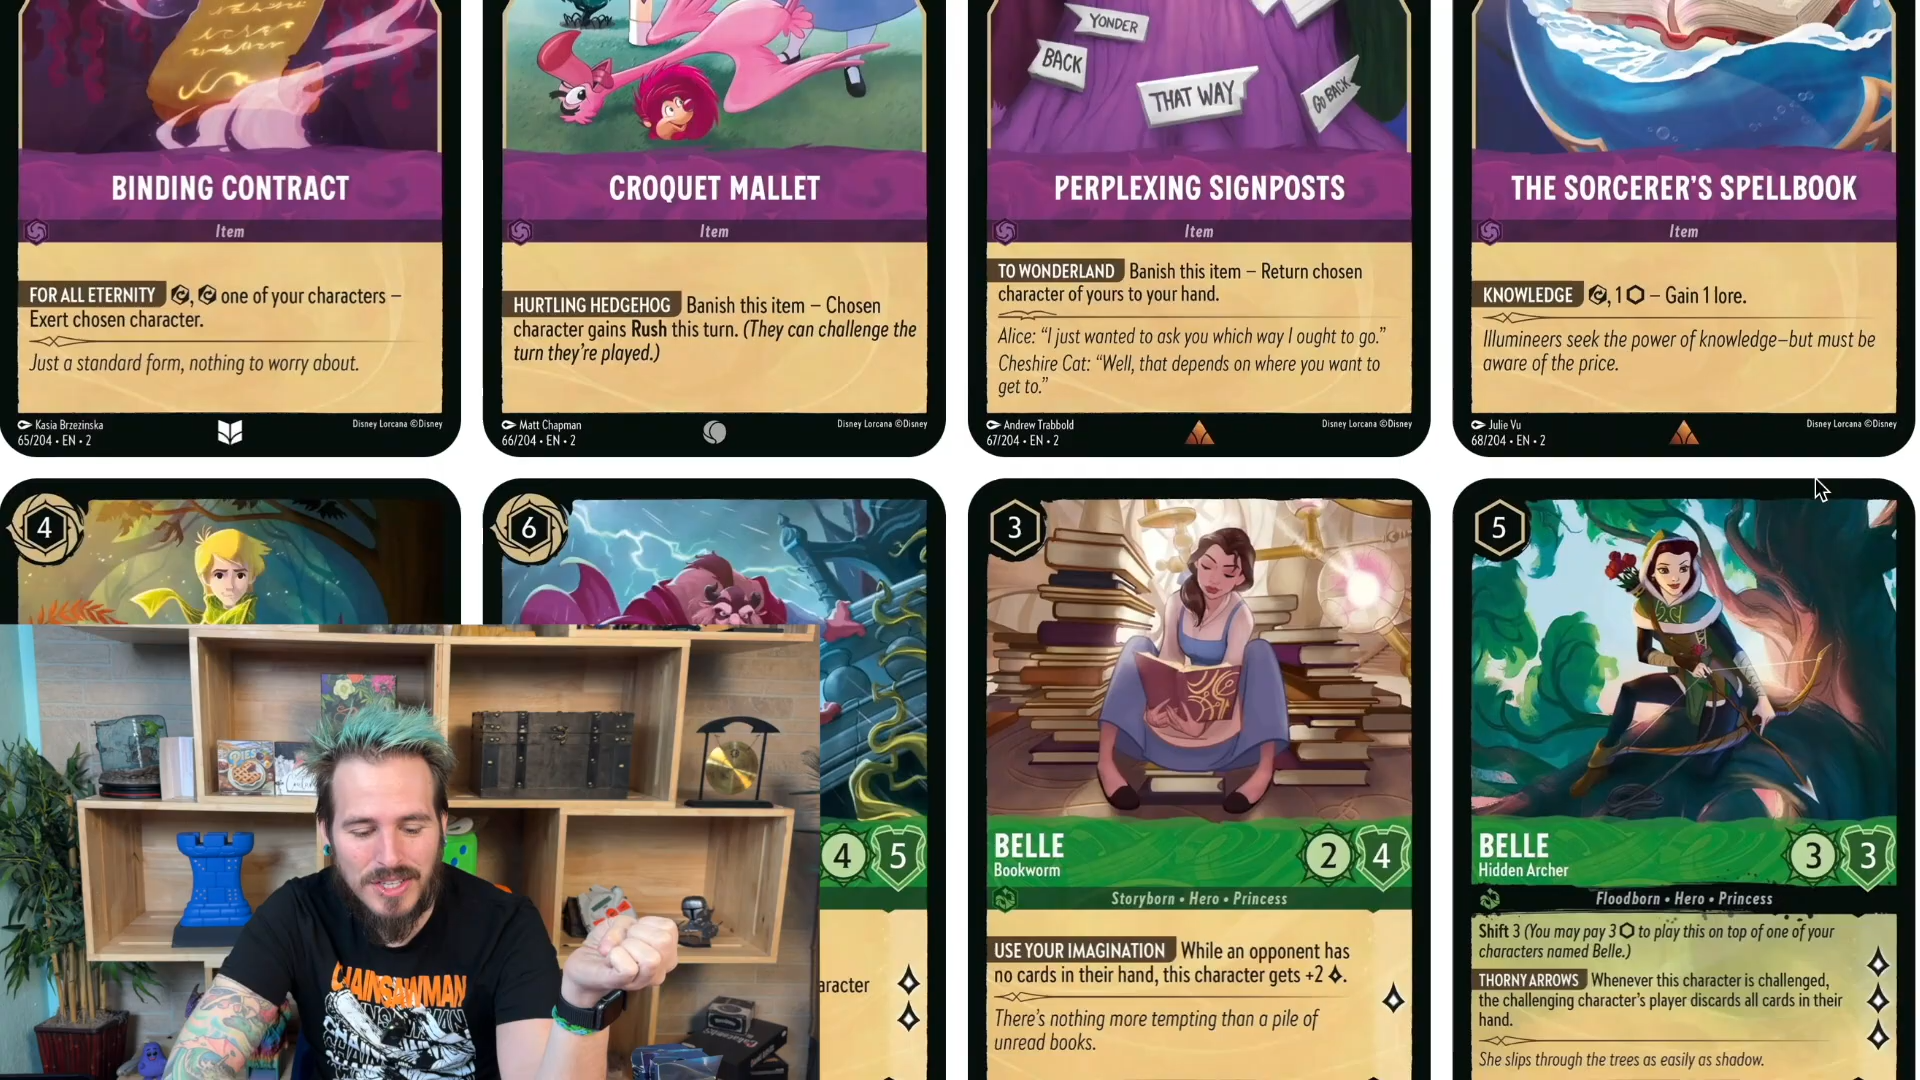 YONDER
BACK
THAT WAY
GO BACK
BINDING CONTRACT
Item
FOR ALL ETERNITY , one of your characters –
Exert chosen character.
Just a standard form, nothing to worry about.
Kasia Brzezinska
65/204 • EN • 2
Disney Lorcana ©Disney
CROQUET MALLET
Item
HURTLING HEDGEHOG Banish this item – Chosen
character gains Rush this turn. (They can challenge the
turn they're played.)
Matt Chapman
66/204 • EN • 2
Disney Lorcana ©Disney
PERPLEXING SIGNPOSTS
Item
TO WONDERLAND Banish this item – Return chosen
character of yours to your hand.
Alice: “I just wanted to ask you which way I ought to go.”
Cheshire Cat: “Well, that depends on where you want to
get to.”
Andrew Trabbold
67/204 • EN • 2
Disney Lorcana ©Disney
THE SORCERER'S SPELLBOOK
Item
KNOWLEDGE , 1 – Gain 1 lore.
Illumineers seek the power of knowledge–but must be
aware of the price.
Julie Vu
68/204 • EN • 2
Disney Lorcana ©Disney
4
6
4 5
aracter
3
BELLE
Bookworm
2 4
Storyborn • Hero • Princess
USE YOUR IMAGINATION While an opponent has
no cards in their hand, this character gets +2 .
There's nothing more tempting than a pile of
unread books.
5
BELLE
Hidden Archer
3 3
Floodborn • Hero • Princess
Shift 3 (You may pay 3 to play this on top of one of your
characters named Belle.)
THORNY ARROWS Whenever this character is challenged,
the challenging character's player discards all cards in their
hand.
She slips through the trees as easily as shadow.
PIES
CHAINSAWMAN